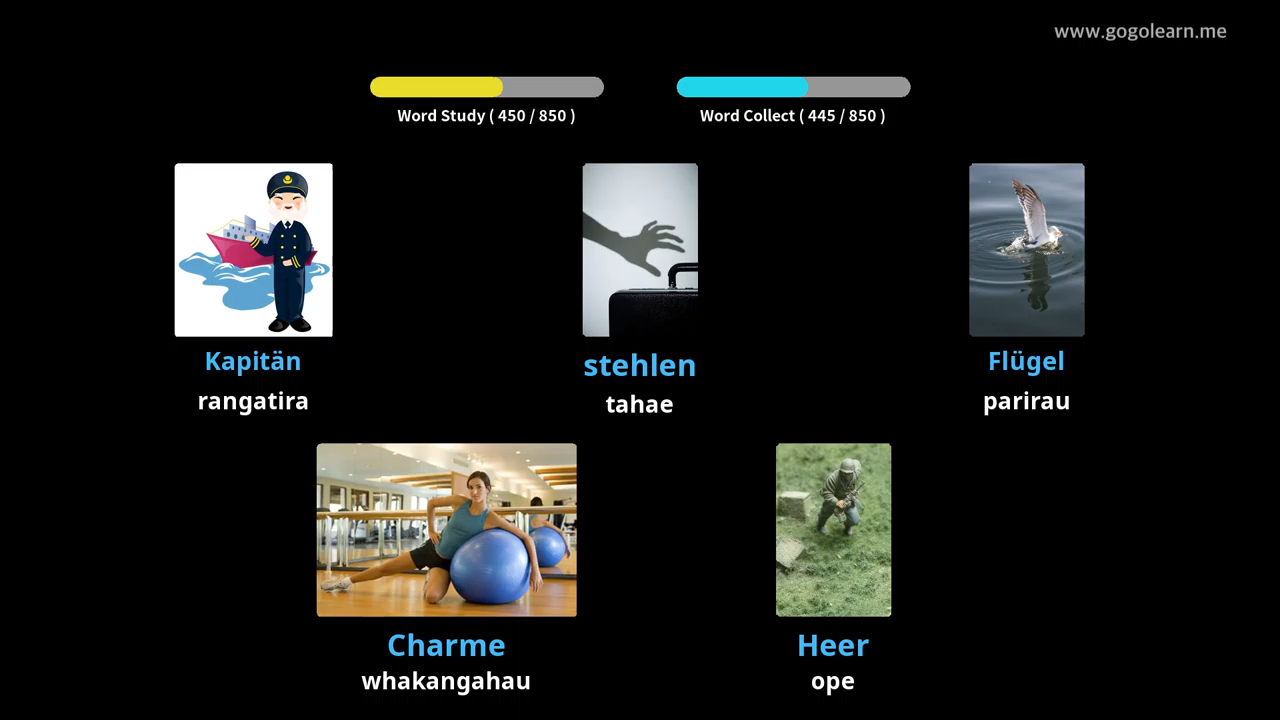 www.gogolearn.me
Word Study ( 450 / 850 )
Word Collect ( 445 / 850 )
Kapitän
rangatira
stehlen
tahae
Flügel
parirau
Charme
whakangahau
Heer
ope